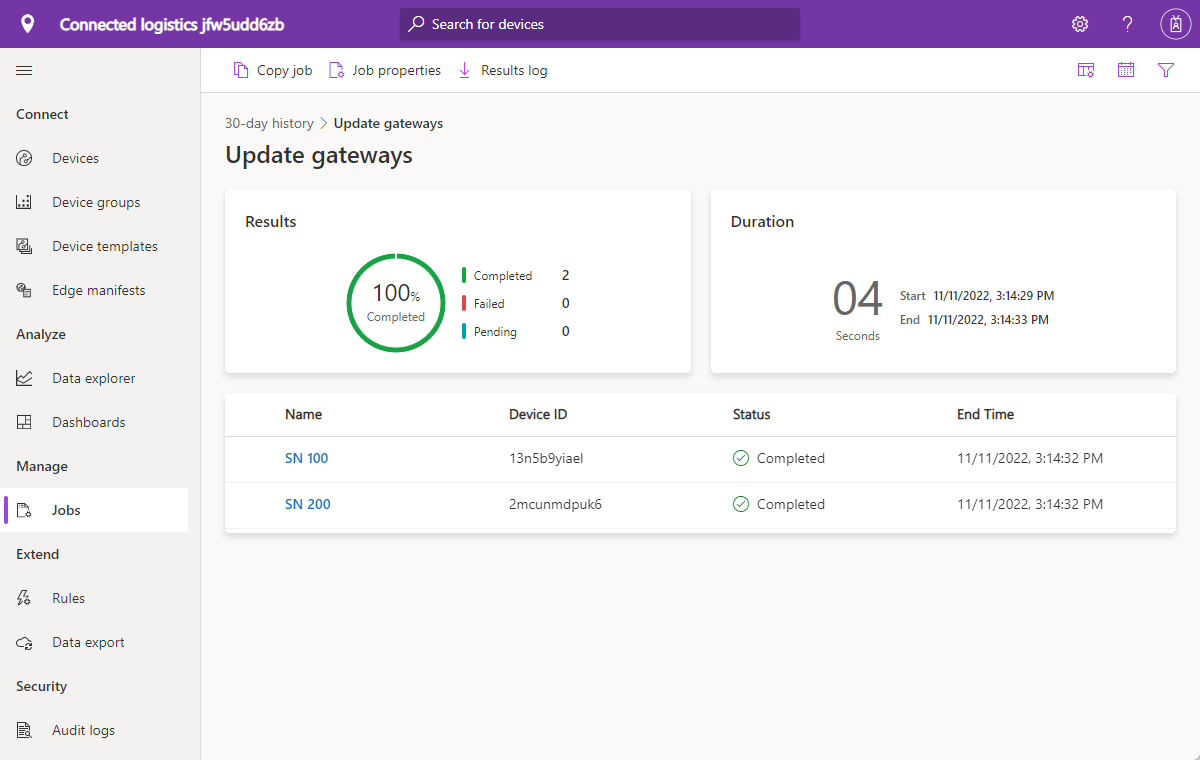 Connected logistics jfw5udd6zb
Search for devices
?
Copy job
Job properties
Results log
Connect
Devices
Device groups
Device templates
Edge manifests
Analyze
Data explorer
Dashboards
Manage
Jobs
Extend
Rules
Data export
Security
Audit logs
30-day history > Update gateways
Update gateways
Results
100%
Completed
Completed 2
Failed 0
Pending 0
Duration
04
Seconds
Start 11/11/2022, 3:14:29 PM
End 11/11/2022, 3:14:33 PM
Name Device ID Status End Time
SN 100 13n5b9yiael Completed 11/11/2022, 3:14:32 PM
SN 200 2mcunmdpuk6 Completed 11/11/2022, 3:14:32 PM